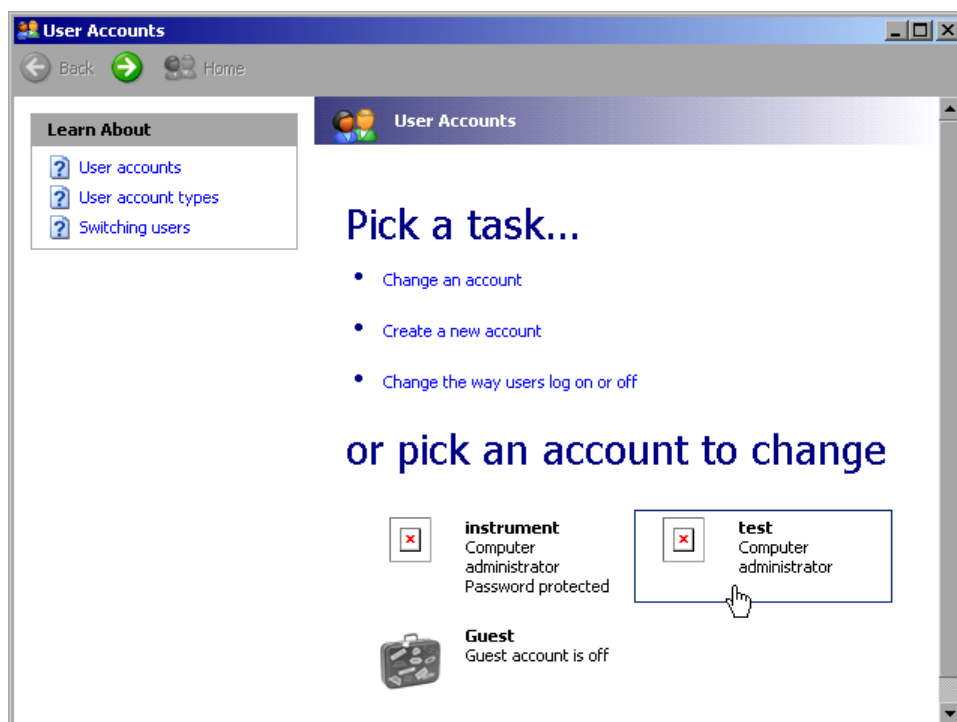 User Accounts
Back Home
Learn About
User accounts
User account types
Switching users
User Accounts
Pick a task...
• Change an account
• Create a new account
• Change the way users log on or off
or pick an account to change
instrument
Computer
administrator
Password protected
test
Computer
administrator
Guest
Guest account is off